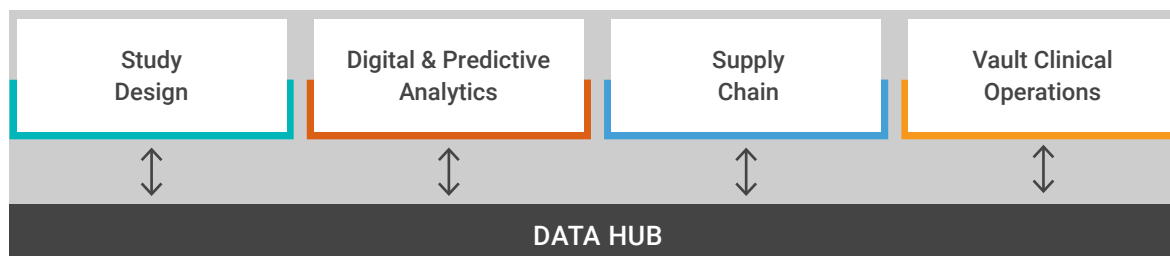 Study
Design
Digital & Predictive
Analytics
Supply
Chain
Vault Clinical
Operations
DATA HUB